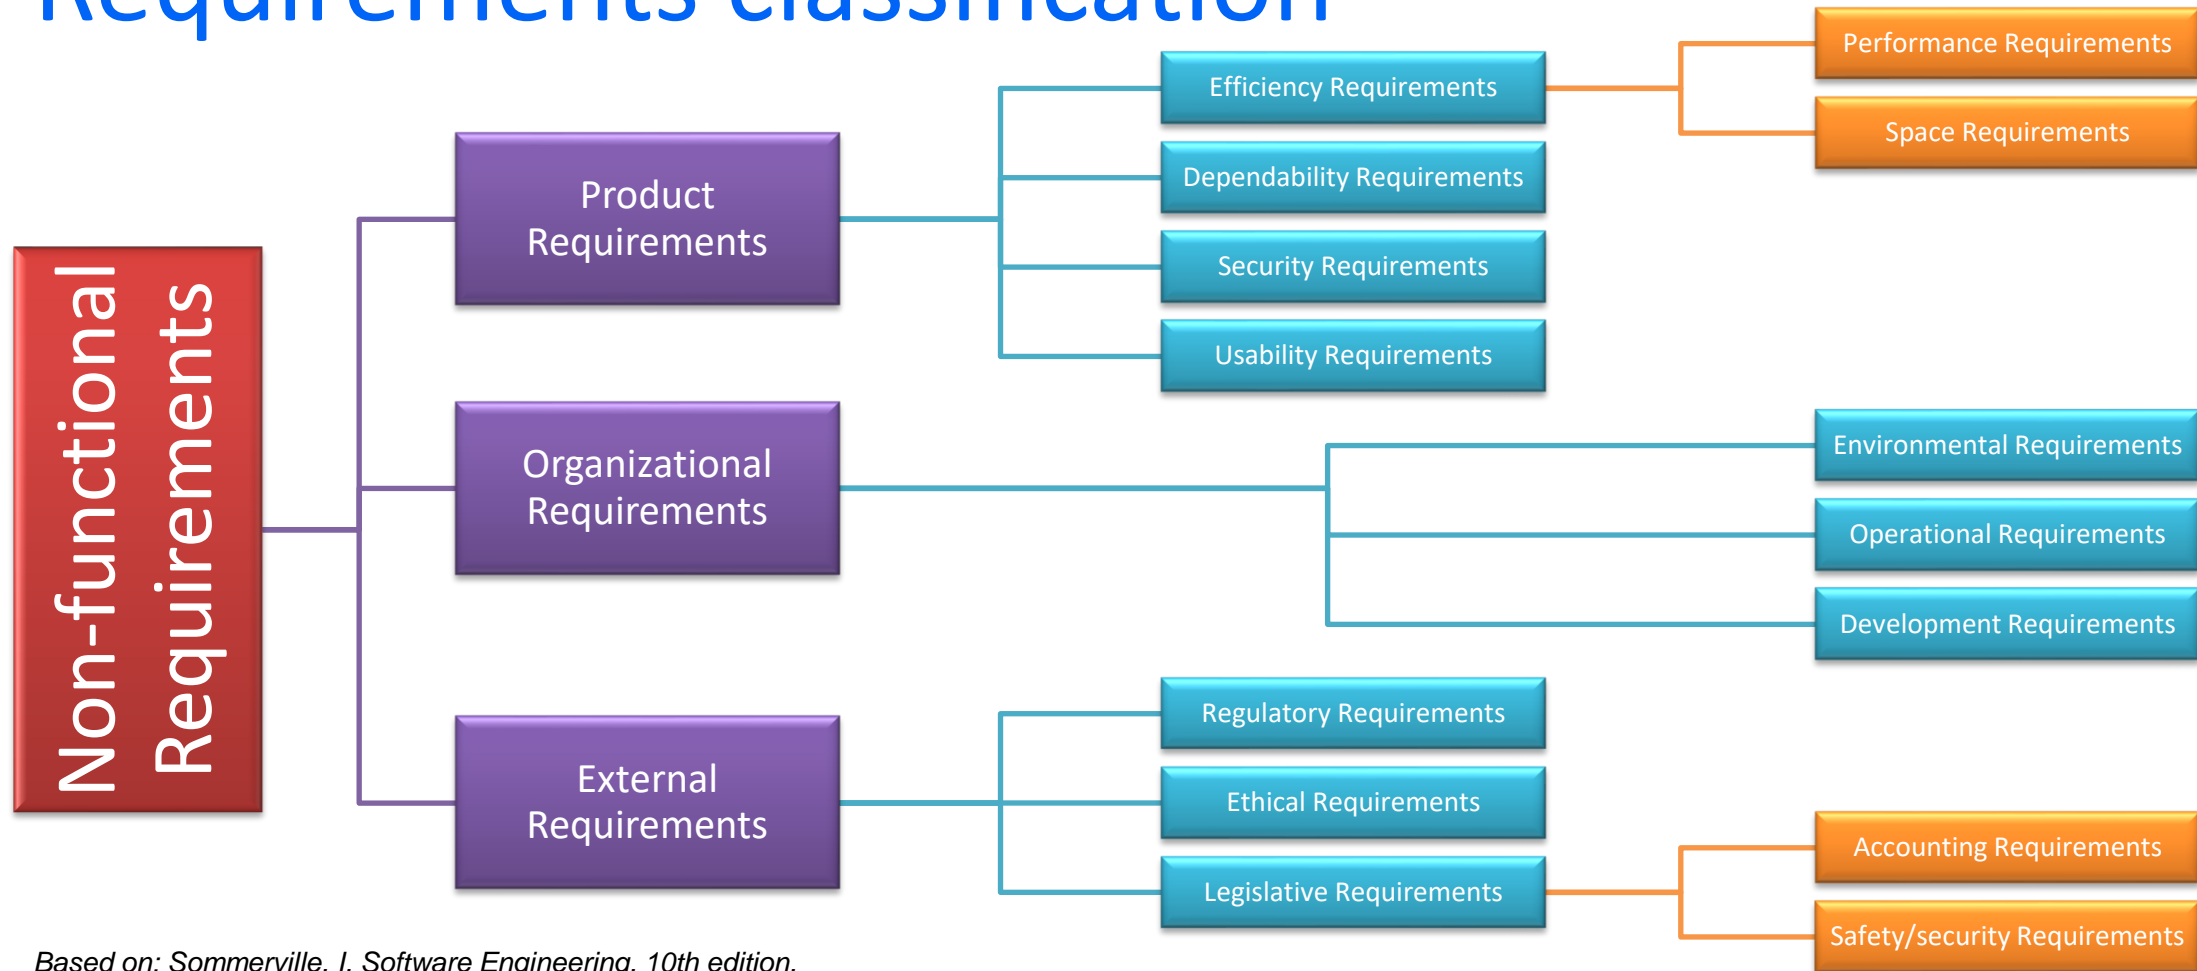 Requirements classification
Non-functional
Requirements
Product
Requirements
Efficiency Requirements
Performance Requirements
Space Requirements
Dependability Requirements
Security Requirements
Usability Requirements
Organizational
Requirements
Environmental Requirements
Operational Requirements
Development Requirements
External
Requirements
Regulatory Requirements
Ethical Requirements
Legislative Requirements
Accounting Requirements
Safety/security Requirements
Based on: Sommerville, I. Software Engineering, 10th edition.